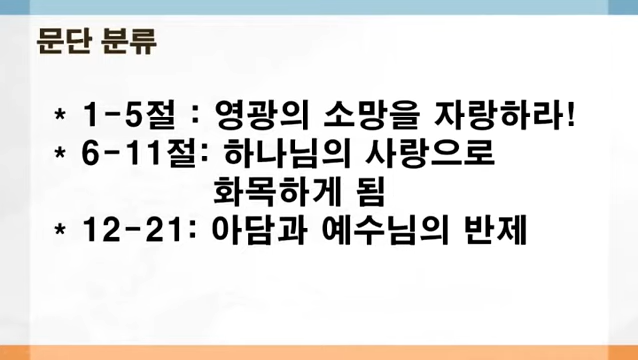 문단 분류
* 1-5절 : 영광의 소망을 자랑하라!
* 6-11절: 하나님의 사랑으로
화목하게 됨
* 12-21: 아담과 예수님의 반제